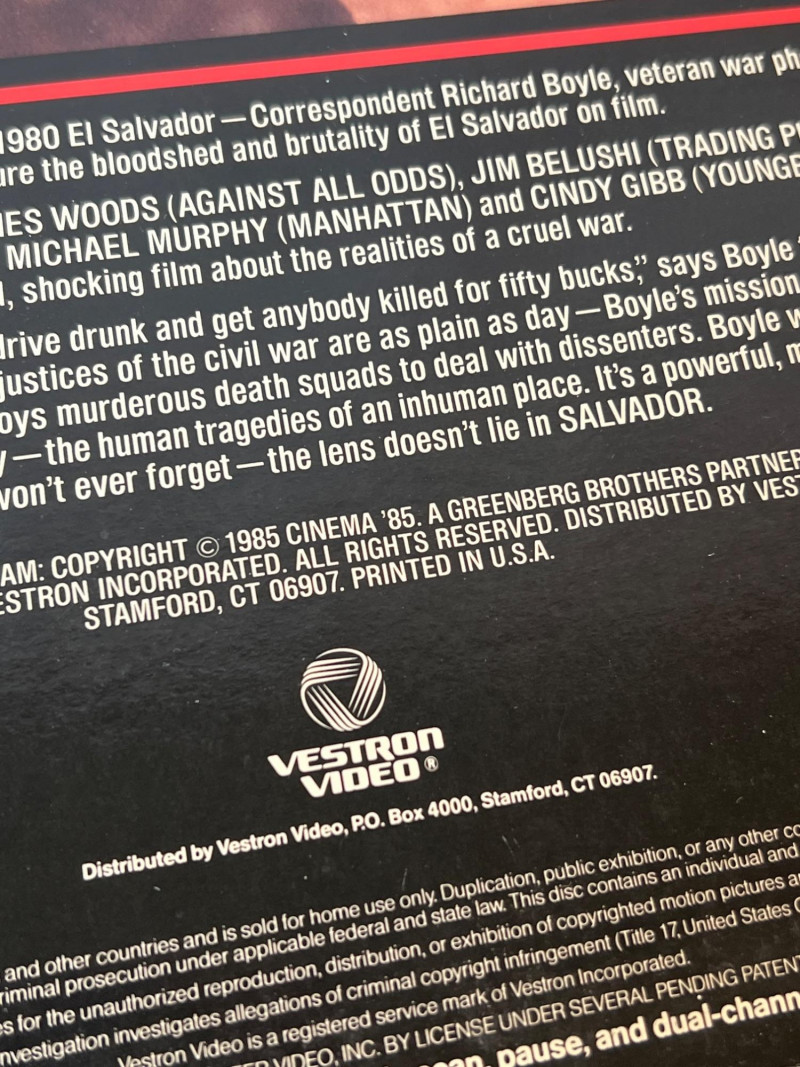 1980 El Salvador—Correspondent Richard Boyle, veteran war ph
ure the bloodshed and brutality of El Salvador on film.
MES WOODS (AGAINST ALL ODDS), JIM BELUSHI (TRADING P
MICHAEL MURPHY (MANHATTAN) and CINDY GIBB (YOUNGB
l, shocking film about the realities of a cruel war.
drive drunk and get anybody killed for fifty bucks," says Boyle
justices of the civil war are as plain as day—Boyle's mission
oys murderous death squads to deal with dissenters. Boyle w
y—the human tragedies of an inhuman place. It's a powerful, m
won't ever forget—the lens doesn't lie in SALVADOR.
AM: COPYRIGHT © 1985 CINEMA '85. A GREENBERG BROTHERS PARTNER
ESTRON INCORPORATED. ALL RIGHTS RESERVED. DISTRIBUTED BY VEST
STAMFORD, CT 06907. PRINTED IN U.S.A.
VESTRON
VIDEO®
Distributed by Vestron Video, P.O. Box 4000, Stamford, CT 06907.
and other countries and is sold for home use only. Duplication, public exhibition, or any other co
riminal prosecution under applicable federal and state law. This disc contains an individual and
es for the unauthorized reproduction, distribution, or exhibition of copyrighted motion pictures a
nvestigation investigates allegations of criminal copyright infringement (Title 17, United States C
Vestron Video is a registered service mark of Vestron Incorporated.
VIDEO, INC. BY LICENSE UNDER SEVERAL PENDING PATENT
pause, and dual-chann